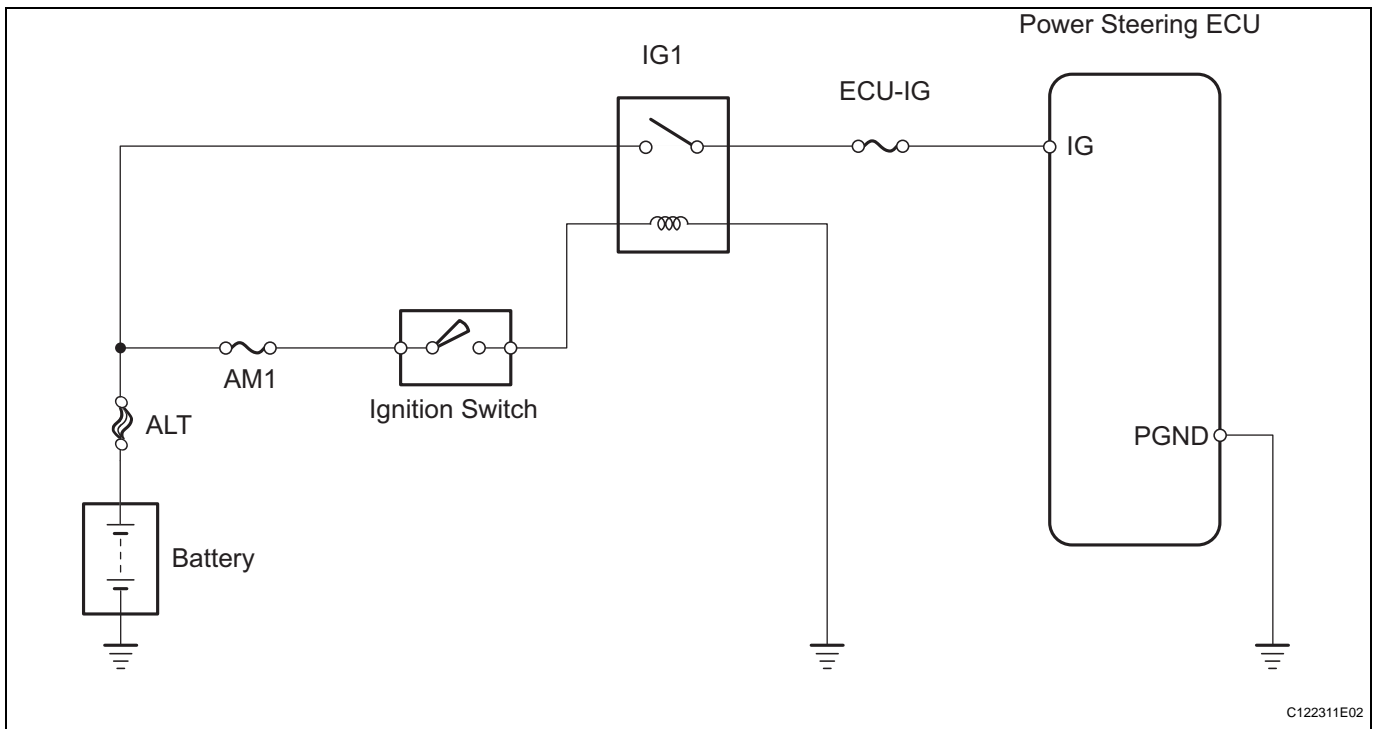 Power Steering ECU
IG1
ECU-IG
IG
AM1
Ignition Switch
ALT
PGND
Battery
C122311E02